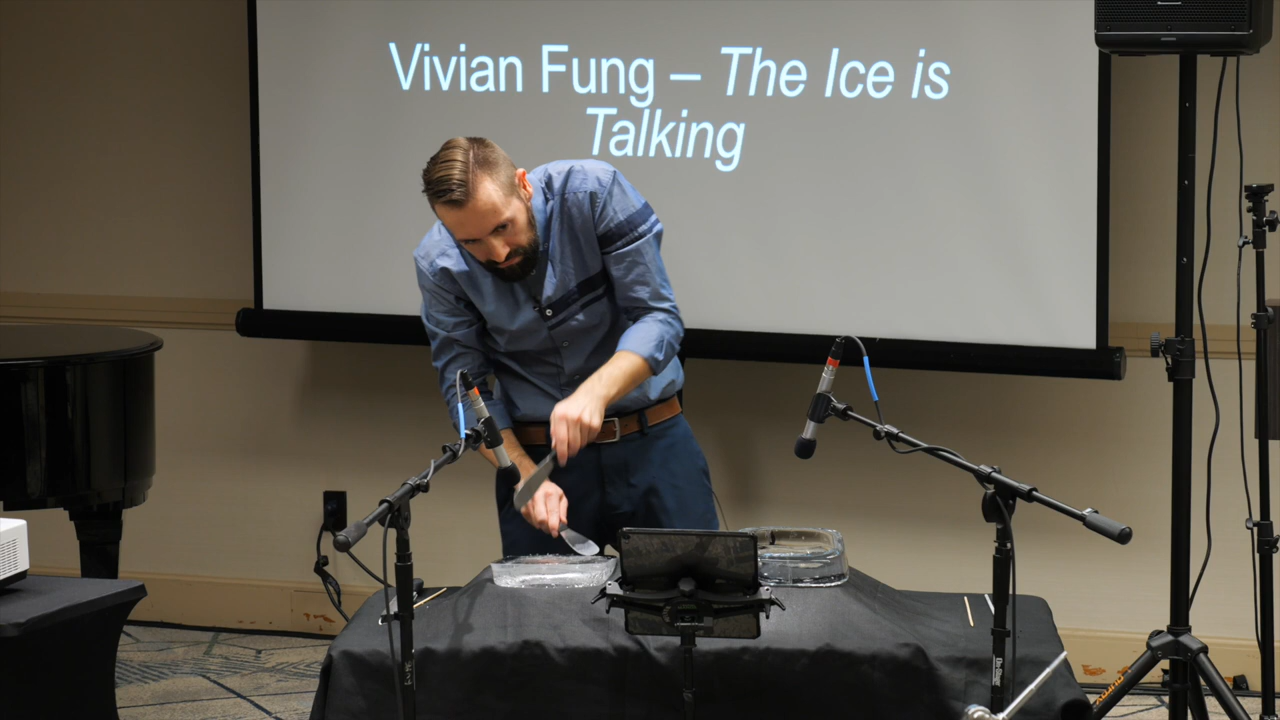 Vivian Fung – The Ice is
Talking